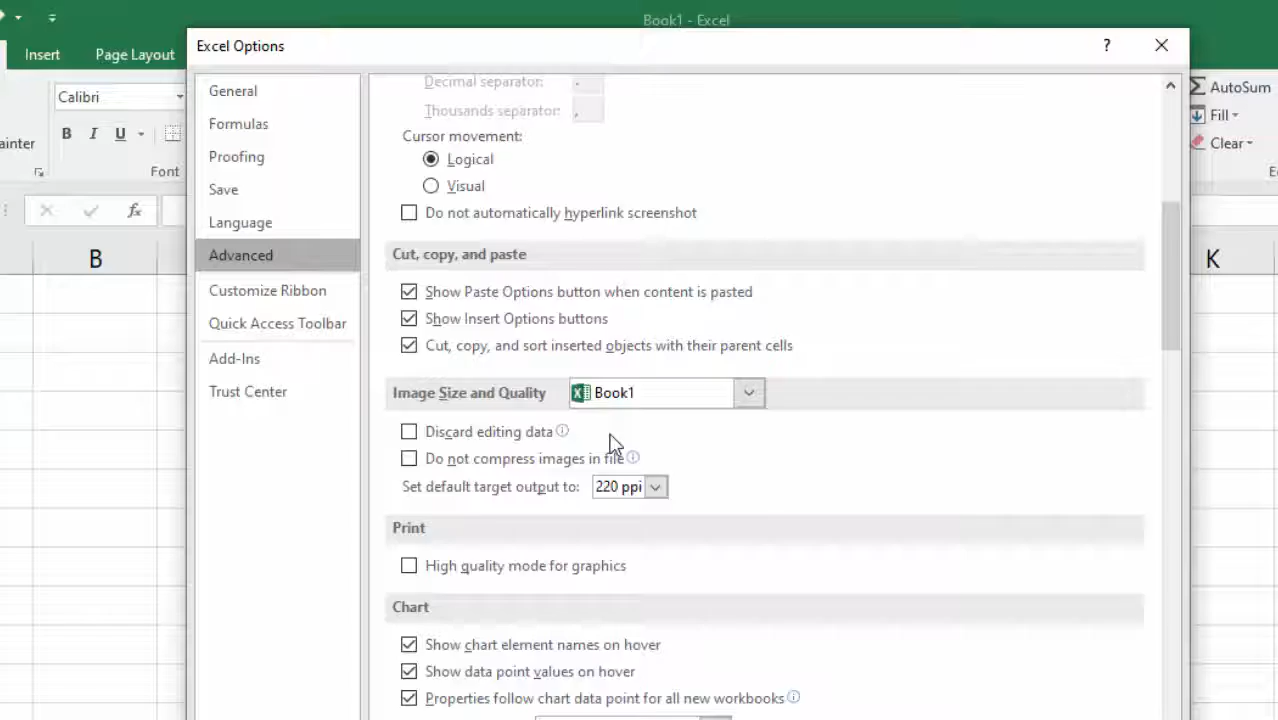 Book1 - Excel
Insert Page Layout
Excel Options
?
General
Formulas
Proofing
Save
Language
Advanced
Customize Ribbon
Quick Access Toolbar
Add-Ins
Trust Center
Decimal separator: .
Thousands separator: ,
Cursor movement:
Logical
Visual
Do not automatically hyperlink screenshot
Cut, copy, and paste
Show Paste Options button when content is pasted
Show Insert Options buttons
Cut, copy, and sort inserted objects with their parent cells
Image Size and Quality Book1
Discard editing data
Do not compress images in file
Set default target output to: 220 ppi
Print
High quality mode for graphics
Chart
Show chart element names on hover
Show data point values on hover
Properties follow chart data point for all new workbooks
Calibri
B I U
ainter
Font
fx
B
K
AutoSum
Fill
Clear